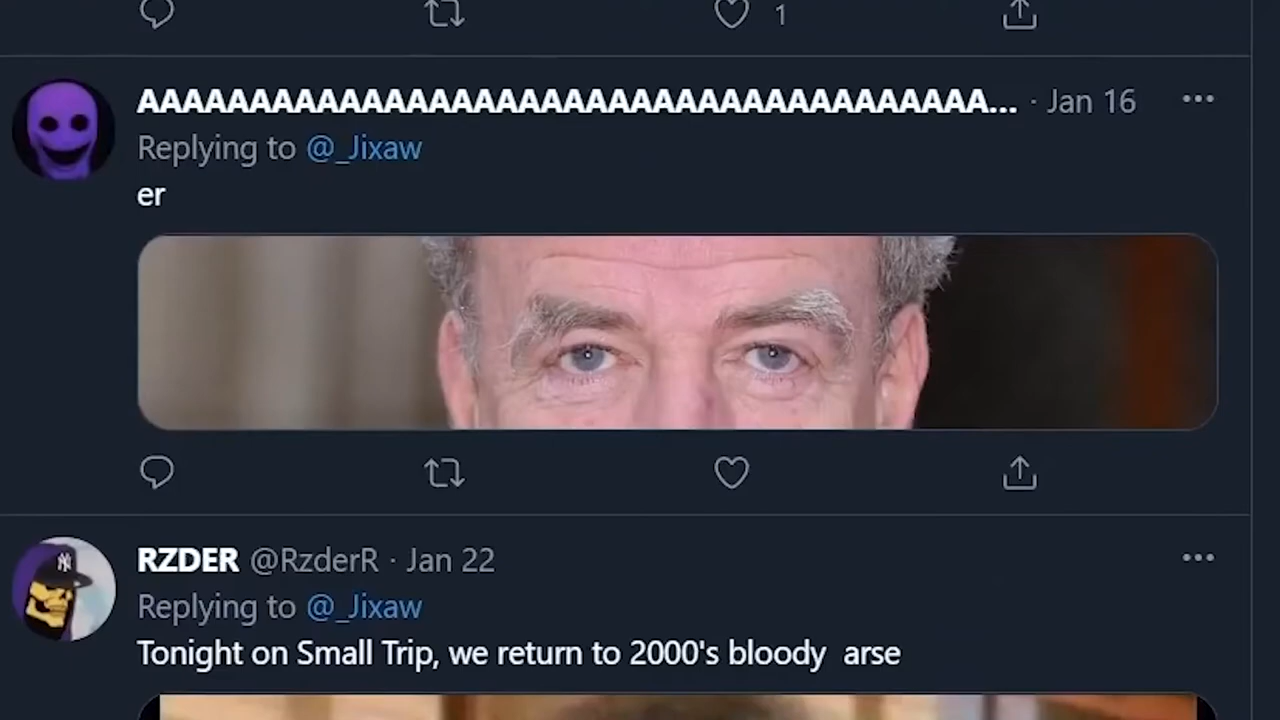 1
AAAAAAAAAAAAAAAAAAAAAAAAAAAAAAAAAAAAAAA... · Jan 16
Replying to @_Jixaw
er
RZDER @RzderR · Jan 22
Replying to @_Jixaw
Tonight on Small Trip, we return to 2000's bloody  arse